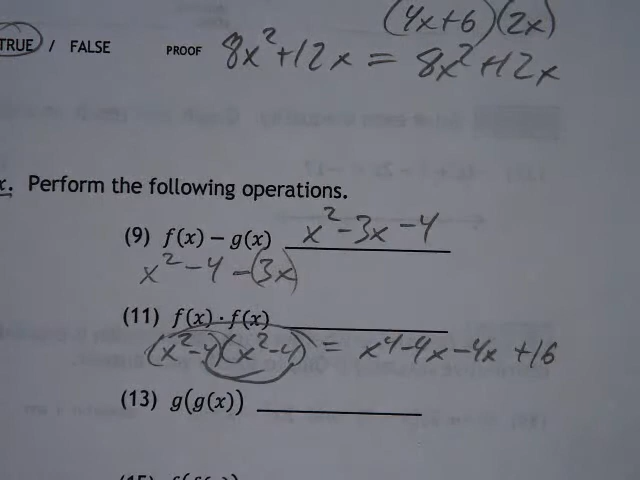 (4x+6)(2x)
TRUE / FALSE PROOF 8x²+12x = 8x²+12x
x. Perform the following operations.
(9) f(x) – g(x) x²-3x-4
x²-4-(3x)
(11) f(x) · f(x)
(x²-4)(x²-4) = x⁴-4x-4x +16
(13) g(g(x))